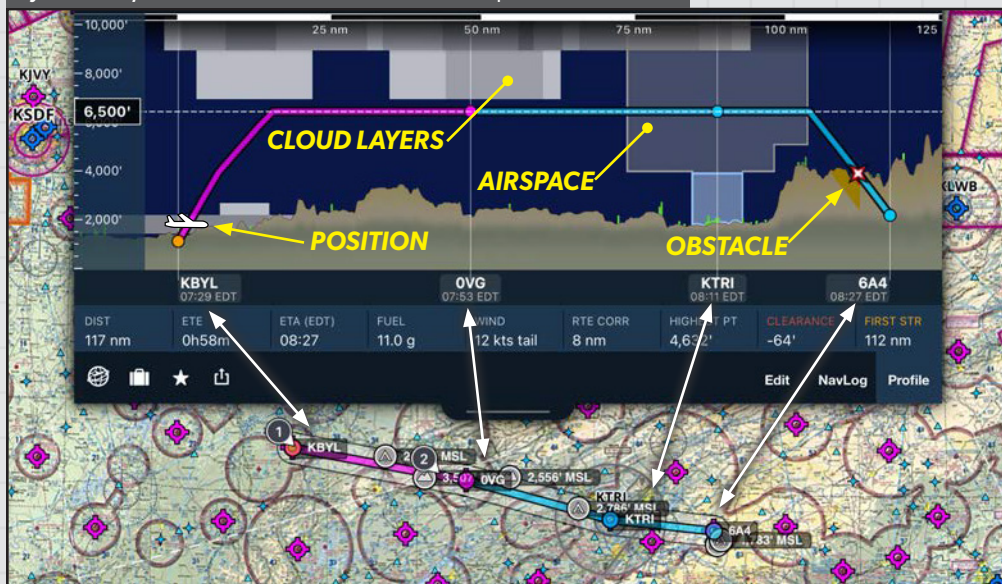 10,000'
25 nm
50 nm
75 nm
100 nm
125
KJVY
8,000'
KSDF
6,500'
CLOUD LAYERS
4,000'
AIRSPACE
KLWB
2,000'
POSITION
OBSTACLE
KBYL
07:29 EDT
0VG
07:53 EDT
KTRI
08:11 EDT
6A4
08:27 EDT
DIST
ETE
ETA (EDT)
FUEL
WIND
RTE CORR
CLEARANCE
FIRST STR
117 nm
0h58m
08:27
11.0 g
12 kts tail
8 nm
4,632'
-64'
112 nm
Edit
NavLog
Profile
1
KBYL
MSL
2
0VG
2,556' MSL
KTRI
2,786' MSL
KTRI
6A4
MSL